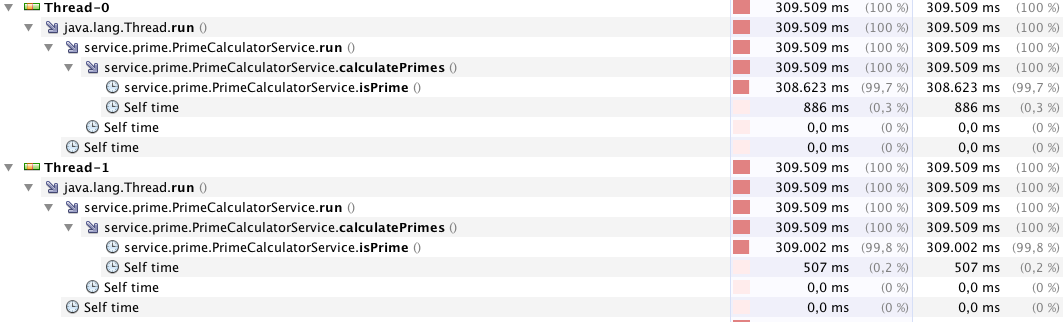 Thread-0 309.509 ms (100 %) 309.509 ms (100 %)
java.lang.Thread.run () 309.509 ms (100 %) 309.509 ms (100 %)
service.prime.PrimeCalculatorService.run () 309.509 ms (100 %) 309.509 ms (100 %)
service.prime.PrimeCalculatorService.calculatePrimes () 309.509 ms (100 %) 309.509 ms (100 %)
service.prime.PrimeCalculatorService.isPrime () 308.623 ms (99,7 %) 308.623 ms (99,7 %)
Self time 886 ms (0,3 %) 886 ms (0,3 %)
Self time 0,0 ms (0 %) 0,0 ms (0 %)
Self time 0,0 ms (0 %) 0,0 ms (0 %)
Thread-1 309.509 ms (100 %) 309.509 ms (100 %)
java.lang.Thread.run () 309.509 ms (100 %) 309.509 ms (100 %)
service.prime.PrimeCalculatorService.run () 309.509 ms (100 %) 309.509 ms (100 %)
service.prime.PrimeCalculatorService.calculatePrimes () 309.509 ms (100 %) 309.509 ms (100 %)
service.prime.PrimeCalculatorService.isPrime () 309.002 ms (99,8 %) 309.002 ms (99,8 %)
Self time 507 ms (0,2 %) 507 ms (0,2 %)
Self time 0,0 ms (0 %) 0,0 ms (0 %)
Self time 0,0 ms (0 %) 0,0 ms (0 %)